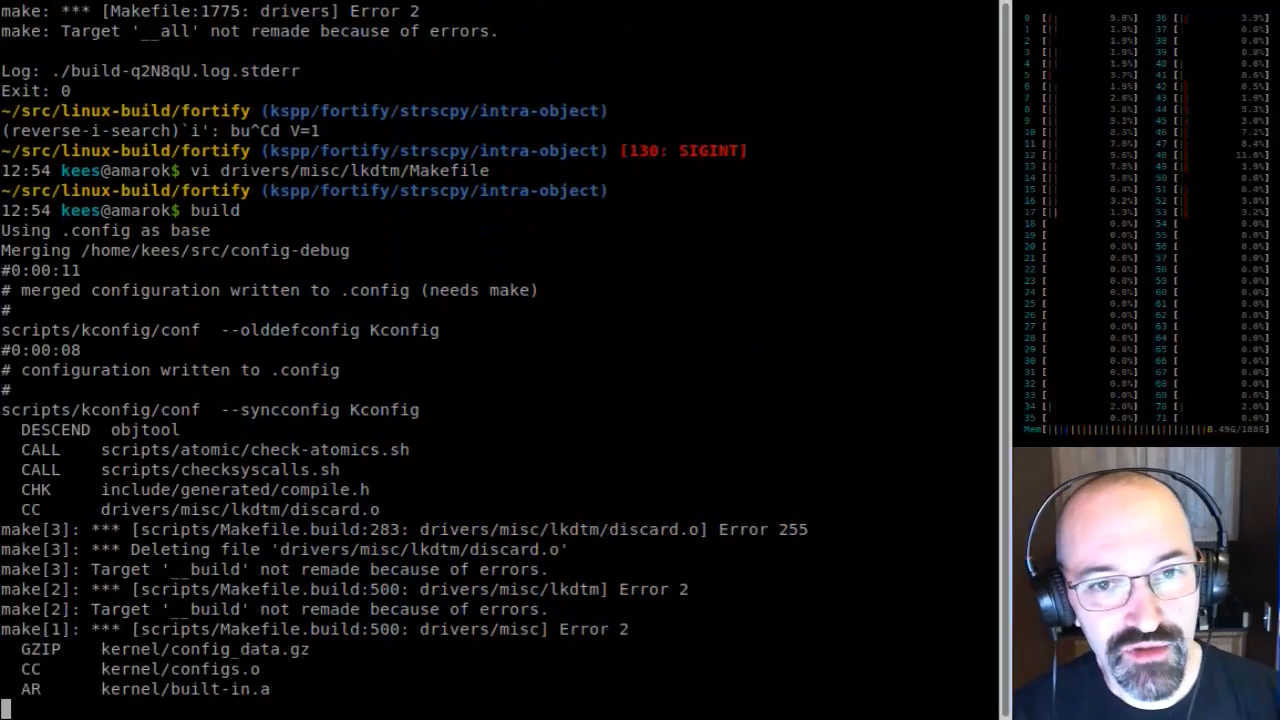 make: *** [Makefile:1775: drivers] Error 2
make: Target '__all' not remade because of errors.
Log: ./build-q2N8qU.log.stderr
Exit: 0
~/src/linux-build/fortify (kspp/fortify/strscpy/intra-object)
(reverse-i-search)`i': bu^Cd V=1
~/src/linux-build/fortify (kspp/fortify/strscpy/intra-object) [130: SIGINT]
12:54 kees@amarok$ vi drivers/misc/lkdtm/Makefile
~/src/linux-build/fortify (kspp/fortify/strscpy/intra-object)
12:54 kees@amarok$ build
Using .config as base
Merging /home/kees/src/config-debug
#0:00:11
# merged configuration written to .config (needs make)
#
scripts/kconfig/conf  --olddefconfig Kconfig
#0:00:08
# configuration written to .config
#
scripts/kconfig/conf  --syncconfig Kconfig
  DESCEND  objtool
  CALL    scripts/atomic/check-atomics.sh
  CALL    scripts/checksyscalls.sh
  CHK     include/generated/compile.h
  CC      drivers/misc/lkdtm/discard.o
make[3]: *** [scripts/Makefile.build:283: drivers/misc/lkdtm/discard.o] Error 255
make[3]: *** Deleting file 'drivers/misc/lkdtm/discard.o'
make[3]: Target '__build' not remade because of errors.
make[2]: *** [scripts/Makefile.build:500: drivers/misc/lkdtm] Error 2
make[2]: Target '__build' not remade because of errors.
make[1]: *** [scripts/Makefile.build:500: drivers/misc] Error 2
  GZIP    kernel/config_data.gz
  CC      kernel/configs.o
  AR      kernel/built-in.a